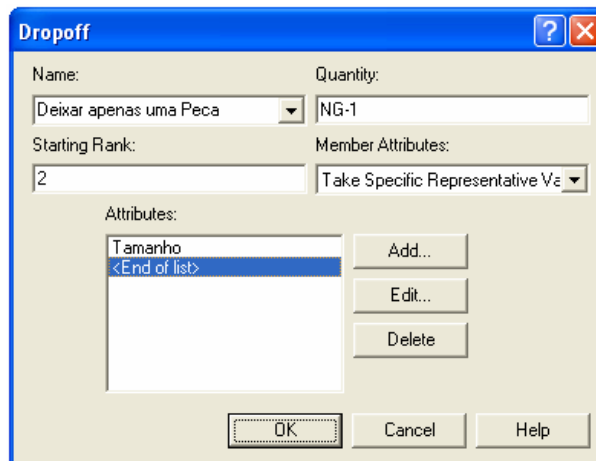 Dropoff
Name: Quantity:
Deixar apenas uma Peca NG-1
Starting Rank: Member Attributes:
2 Take Specific Representative Va
Attributes:
Tamanho
<End of list>
Add...
Edit...
Delete
OK Cancel Help